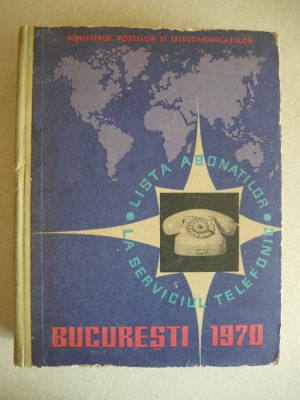 MINISTERUL POSTELOR ȘI TELECOMUNICAȚIILOR
• LISTA ABONAȚILOR •
LA SERVICIUL TELEFONIC
BUCUREȘTI 1970